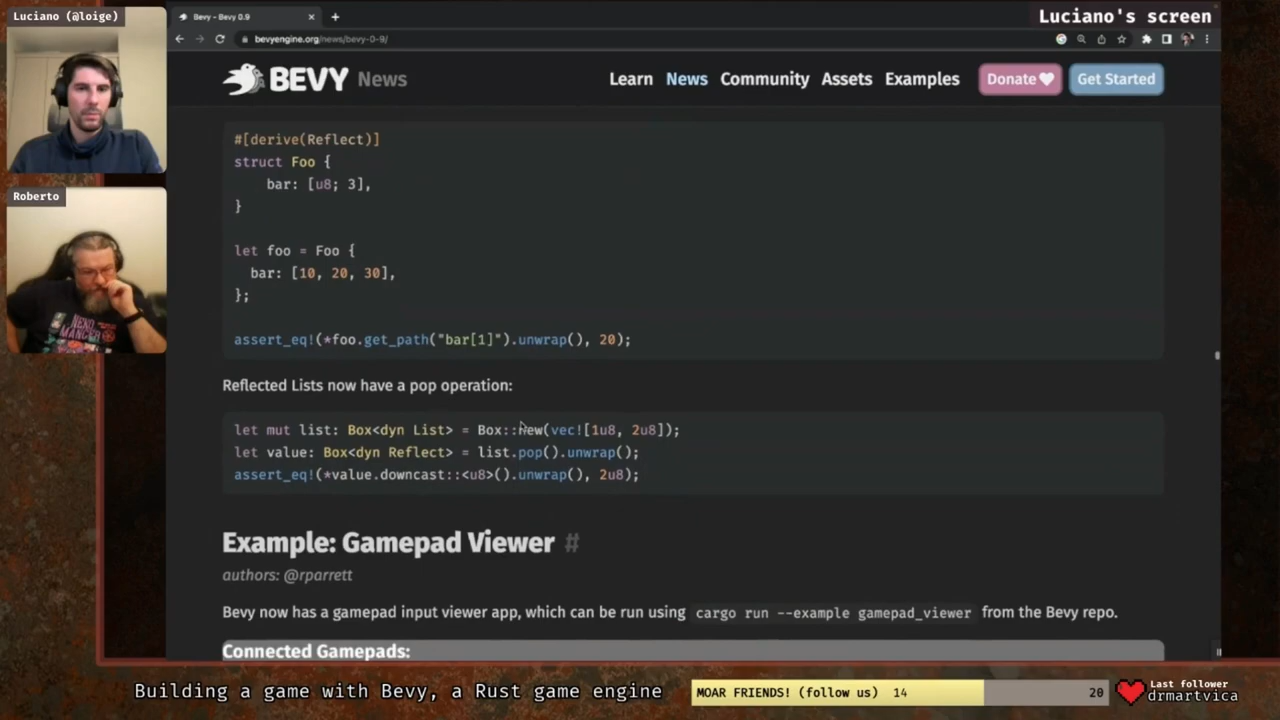 Luciano (@loige)
Roberto
Bevy - Bevy 0.9
Luciano's screen
bevyengine.org/news/bevy-0-9/
BEVY News
Learn News Community Assets Examples Donate Get Started
#[derive(Reflect)]
struct Foo {
bar: [u8; 3],
}
let foo = Foo {
bar: [10, 20, 30],
};
assert_eq!(*foo.get_path("bar[1]").unwrap(), 20);
Reflected Lists now have a pop operation:
let mut list: Box<dyn List> = Box::new(vec![1u8, 2u8]);
let value: Box<dyn Reflect> = list.pop().unwrap();
assert_eq!(*value.downcast::<u8>().unwrap(), 2u8);
Example: Gamepad Viewer #
authors: @rparrett
Bevy now has a gamepad input viewer app, which can be run using cargo run --example gamepad_viewer from the Bevy repo.
Connected Gamepads:
Building a game with Bevy, a Rust game engine
MOAR FRIENDS! (follow us) 14 20
Last follower
drmartvica